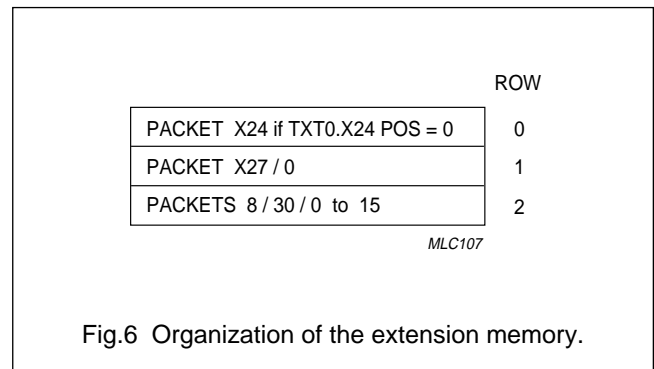 ROW
PACKET X24 if TXT0.X24 POS = 0 0
PACKET X27 / 0 1
PACKETS 8 / 30 / 0 to 15 2
MLC107
Fig.6 Organization of the extension memory.